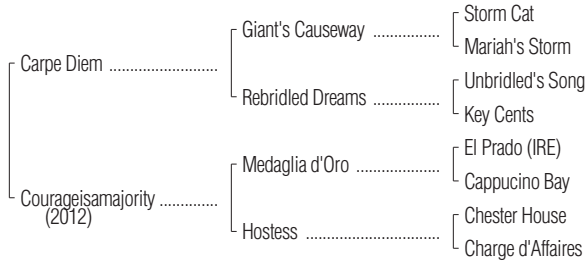 Storm Cat
Giant's Causeway ..................
Mariah's Storm
Carpe Diem ........................
Unbridled's Song
Rebridled Dreams .................
Key Cents
El Prado (IRE)
Medaglia d'Oro ....................
Cappucino Bay
Courageisamajority .............
(2012)
Chester House
Hostess ..............................
Charge d'Affaires